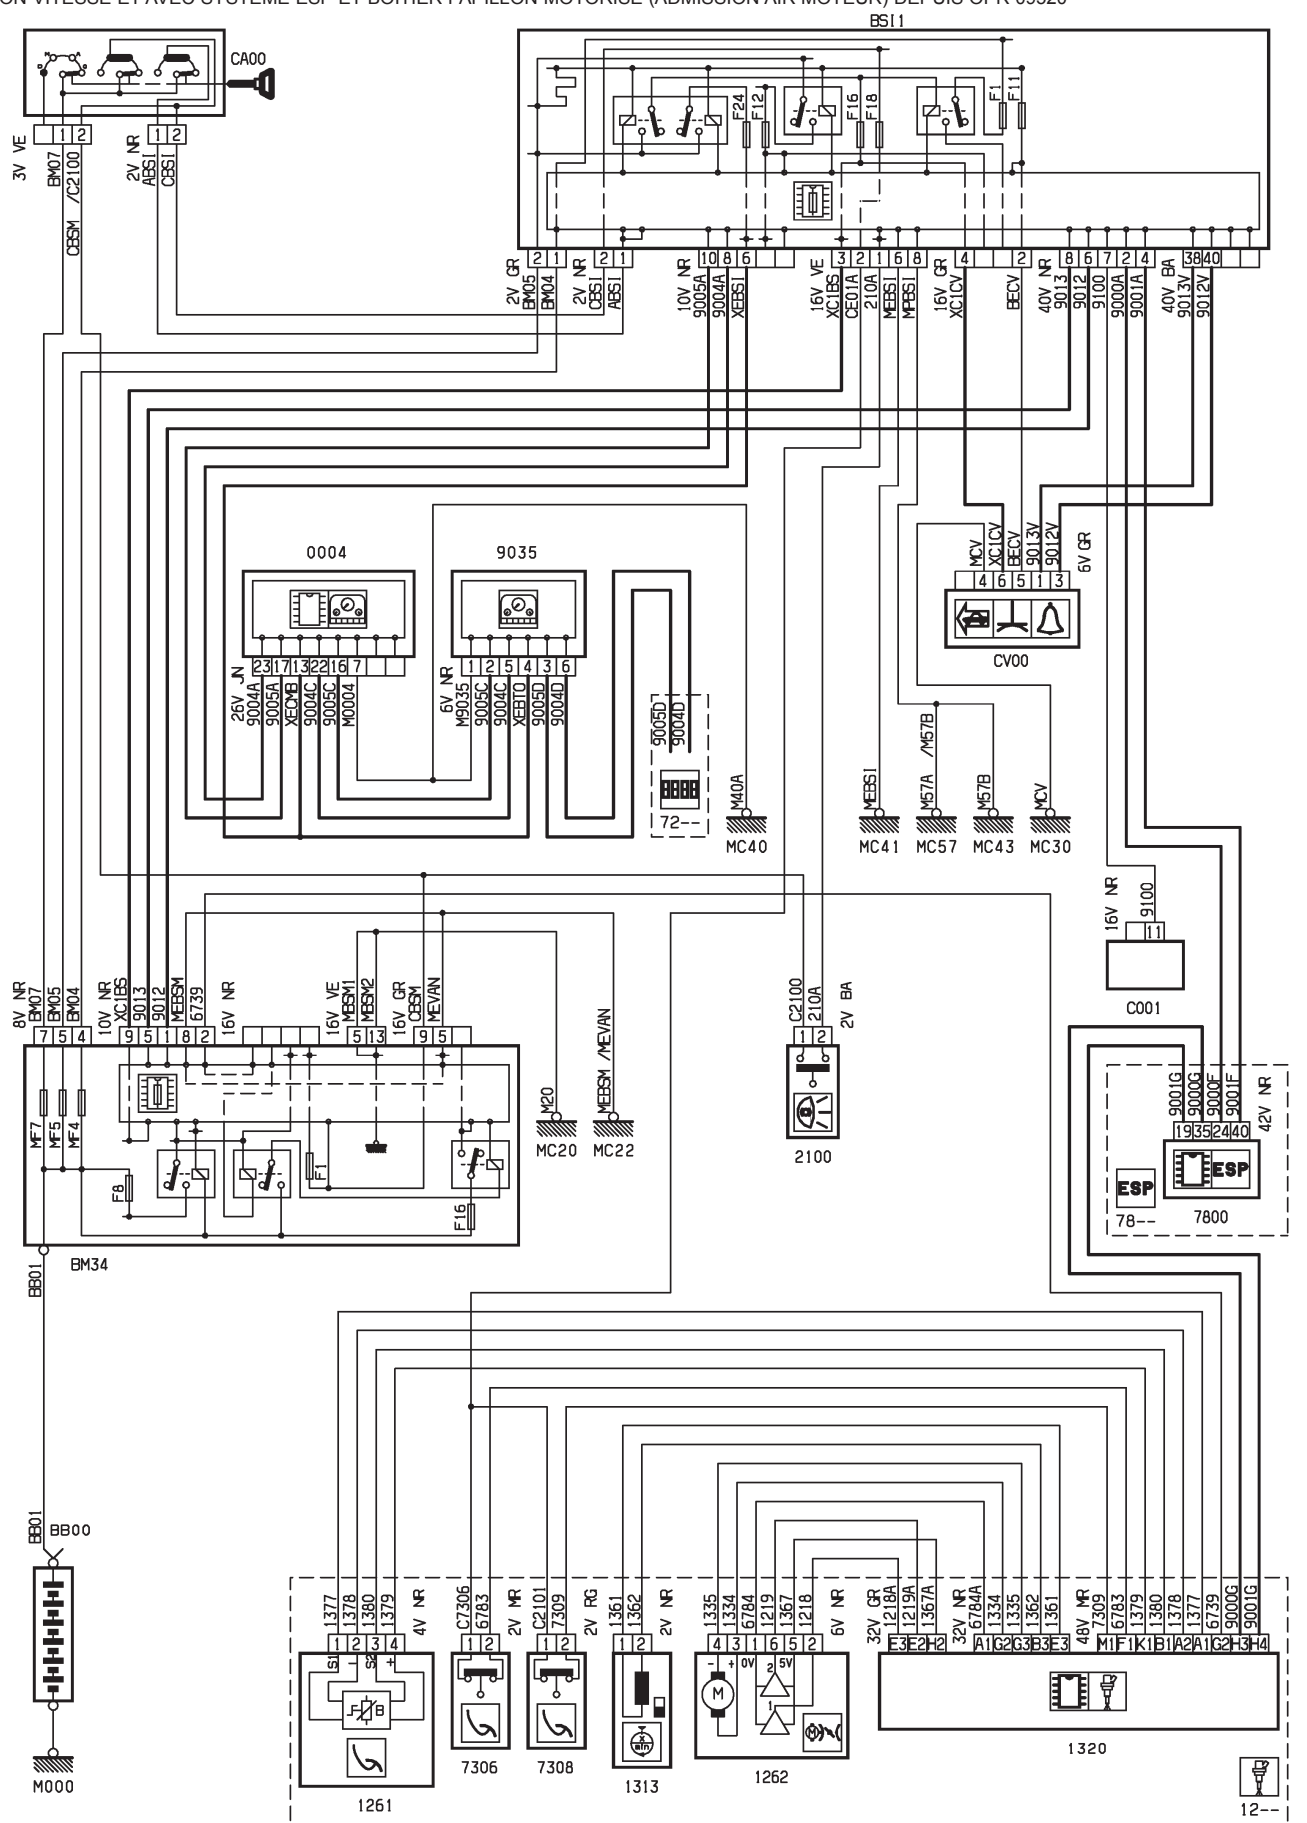 ON VITESSE ET AVEC SYSTEME ESP ET BOITIER PAPILLON MOTORISE (ADMISSION AIR MOTEUR) DEPUIS OPR 09520
BSI1
CA00
F24
F12
F16
F18
F1
F11
3V VE
1 2
BM07
CBSM /C2100
2V NR
1 2
ABSI
CBSI
2V GR
2 1
BM05
BM04
2V NR
2 1
CBSI
ABSI
10V NR
10 8 6
9005A
9004A
XEBSI
16V VE
3 2 1 6 8
XC1BS
CE01A
210A
MEBSI
MPBSI
16V GR
4 2
XC1CV
BECV
40V NR
8 6 7 2 4
9013
9012
9100
9000A
9001A
40V BA
38 40
9013V
9012V
0004
9035
MCV
XC1CV
BECV
9013V
9012V
6V GR
4 6 5 1 3
CV00
26V JN
23 17 13 22 16 7
9004A
9005A
XECMB
9004C
9005C
M0004
6V NR
1 2 5 4 3 6
M9035
9005C
9004C
XEBTO
9005D
9004D
9005D
9004D
72--
M40A
MC40
MEBSI
MC41
M57A /M57B
MC57
M57B
MC43
MCV
MC30
16V NR
9100
11
C001
8V NR
BM07
BM05
BM04
7 5 4
10V NR
XC1BS
9013
9012
MEBSM
6739
9 5 1 8 2
16V NR
16V VE
MBSM1
MBSM2
5 13
16V GR
CBSM
MEVAN
9 5
C2100
210A
2V BA
1 2
2100
M20
MC20
MEBSM /MEVAN
MC22
MF7
MF5
MF4
F8
F1
F16
BM34
BB01
9001G
9000G
9000F
9001F
42V NR
19 35 24 40
ESP
ESP
78--
7800
BB01
BB00
M000
1377
1378
1380
1379
4V NR
1 2 3 4
S1 - S2 +
B
1261
C7306
6783
2V MR
1 2
7306
C2101
7309
2V RG
1 2
7308
1361
1362
2V NR
1 2
x
min
1313
1335
1334
6784
1219
1367
1218
6V NR
4 3 1 6 5 2
- + 0V 2 5V
M
1
M
1262
32V GR
1218A
1219A
1367A
E3 E2 H2
32V NR
6784A
1334
1335
1362
1361
A1 G2 G3 B3 E3
48V MR
7309
6783
1379
1380
1378
1377
6739
9000G
9001G
M1 F1 K1 B1 A2 A1 G2 H3 H4
1320
12--